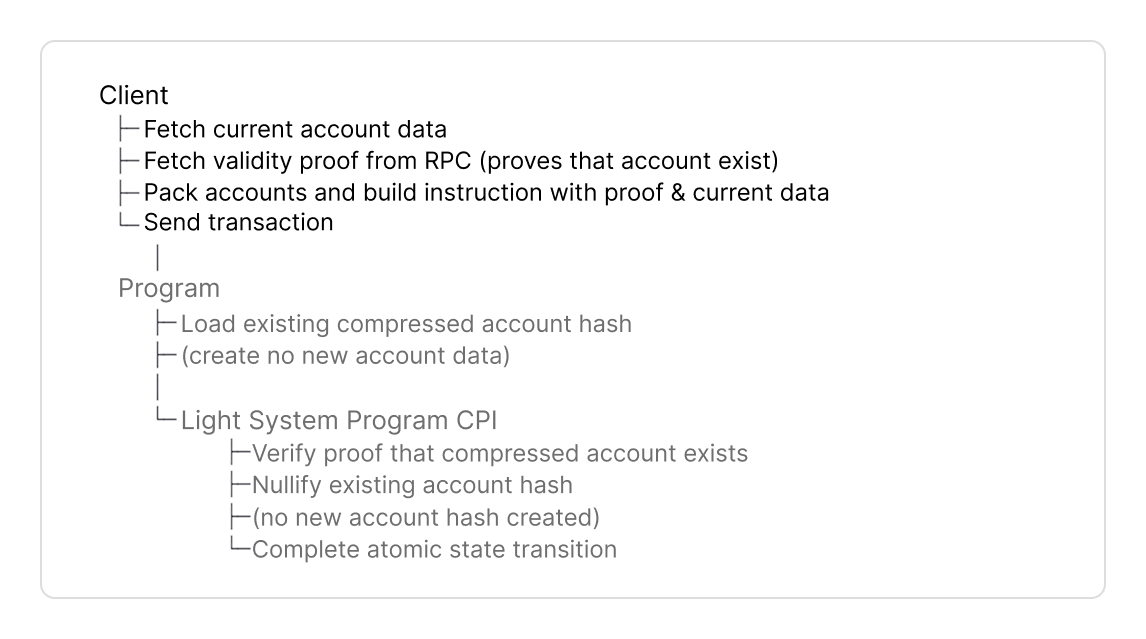 Client
Fetch current account data
Fetch validity proof from RPC (proves that account exist)
Pack accounts and build instruction with proof & current data
Send transaction
Program
Load existing compressed account hash
(create no new account data)
Light System Program CPI
Verify proof that compressed account exists
Nullify existing account hash
(no new account hash created)
Complete atomic state transition